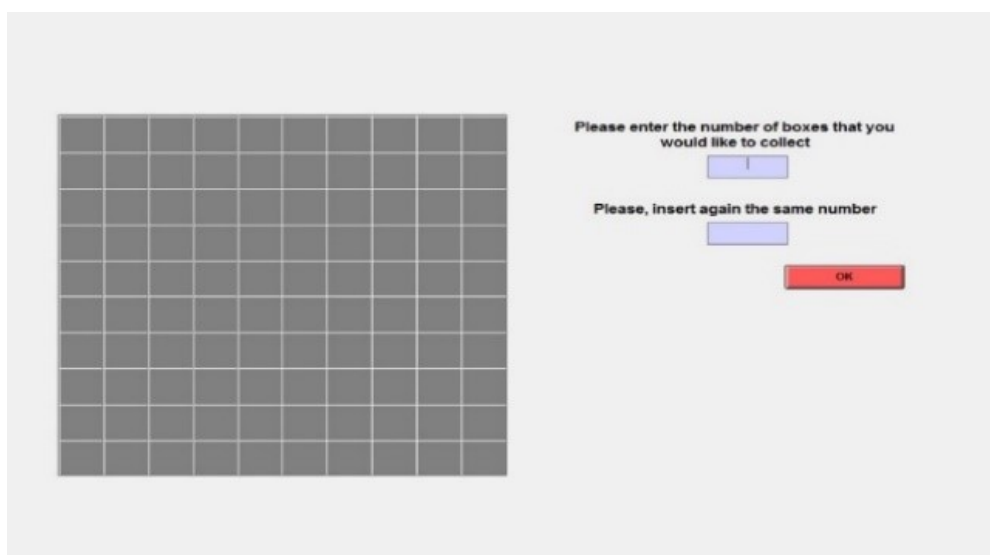 Please enter the number of boxes that you
would like to collect
Please, insert again the same number
OK